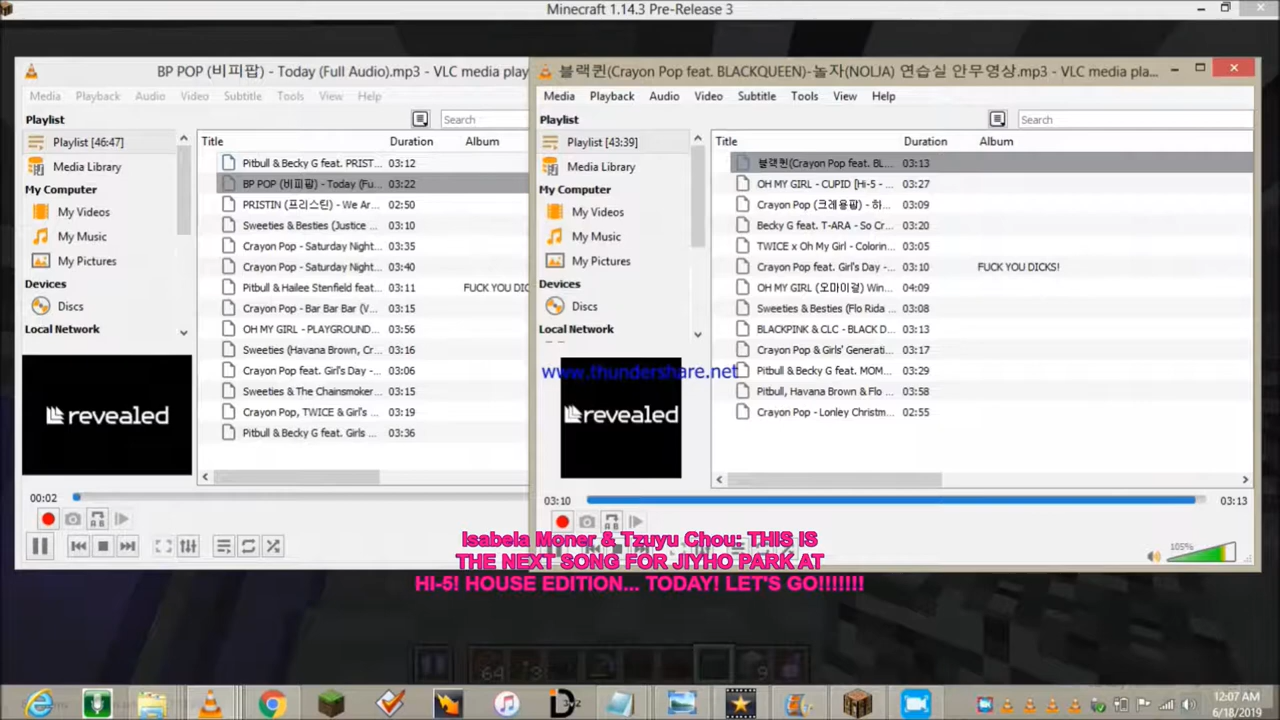 Minecraft 1.14.3 Pre-Release 3
BP POP (비피팝) - Today (Full Audio).mp3 - VLC media play
Media Playback Audio Video Subtitle Tools View Help
Playlist
Search
Playlist [46:47]
Media Library
My Computer
My Videos
My Music
My Pictures
Devices
Discs
Local Network
Title Duration Album
Pitbull & Becky G feat. PRIST... 03:12
BP POP (비피팝) - Today (Fu... 03:22
PRISTIN (프리스틴) - We Ar... 02:50
Sweeties & Besties (Justice ... 03:10
Crayon Pop - Saturday Night... 03:35
Crayon Pop - Saturday Night... 03:40
Pitbull & Hailee Stenfield feat... 03:11 FUCK YOU DIC
Crayon Pop - Bar Bar Bar (V... 03:15
OH MY GIRL - PLAYGROUND... 03:56
Sweeties (Havana Brown, Cr... 03:16
Crayon Pop feat. Girl's Day -... 03:06
Sweeties & The Chainsmoker... 03:15
Crayon Pop, TWICE & Girl's... 03:19
Pitbull & Becky G feat. Girls ... 03:36
revealed
00:02
블랙퀸(Crayon Pop feat. BLACKQUEEN)-놀자(NOLJA) 연습실 안무영상.mp3 - VLC media pla...
Media Playback Audio Video Subtitle Tools View Help
Playlist
Search
Playlist [43:39]
Media Library
My Computer
My Videos
My Music
My Pictures
Devices
Discs
Local Network
Title Duration Album
블랙퀸(Crayon Pop feat. BL... 03:13
OH MY GIRL - CUPID [Hi-5 - ... 03:27
Crayon Pop (크레용팝) - 하... 03:09
Becky G feat. T-ARA - So Cr... 03:20
TWICE x Oh My Girl - Colorin... 03:05
Crayon Pop feat. Girl's Day -... 03:10 FUCK YOU DICKS!
OH MY GIRL (오마이걸) Win... 04:09
Sweeties & Besties (Flo Rida ... 03:08
BLACKPINK & CLC - BLACK D... 03:13
Crayon Pop & Girls' Generati... 03:17
Pitbull & Becky G feat. MOM... 03:29
Pitbull, Havana Brown & Flo ... 03:58
Crayon Pop - Lonley Christm... 02:55
www.thundershare.net
revealed
03:10 03:13
105%
Isabela Moner & Tzuyu Chou: THIS IS
THE NEXT SONG FOR JIYHO PARK AT
HI-5! HOUSE EDITION... TODAY! LET'S GO!!!!!!!
64 3 9
12:07 AM
6/18/2019